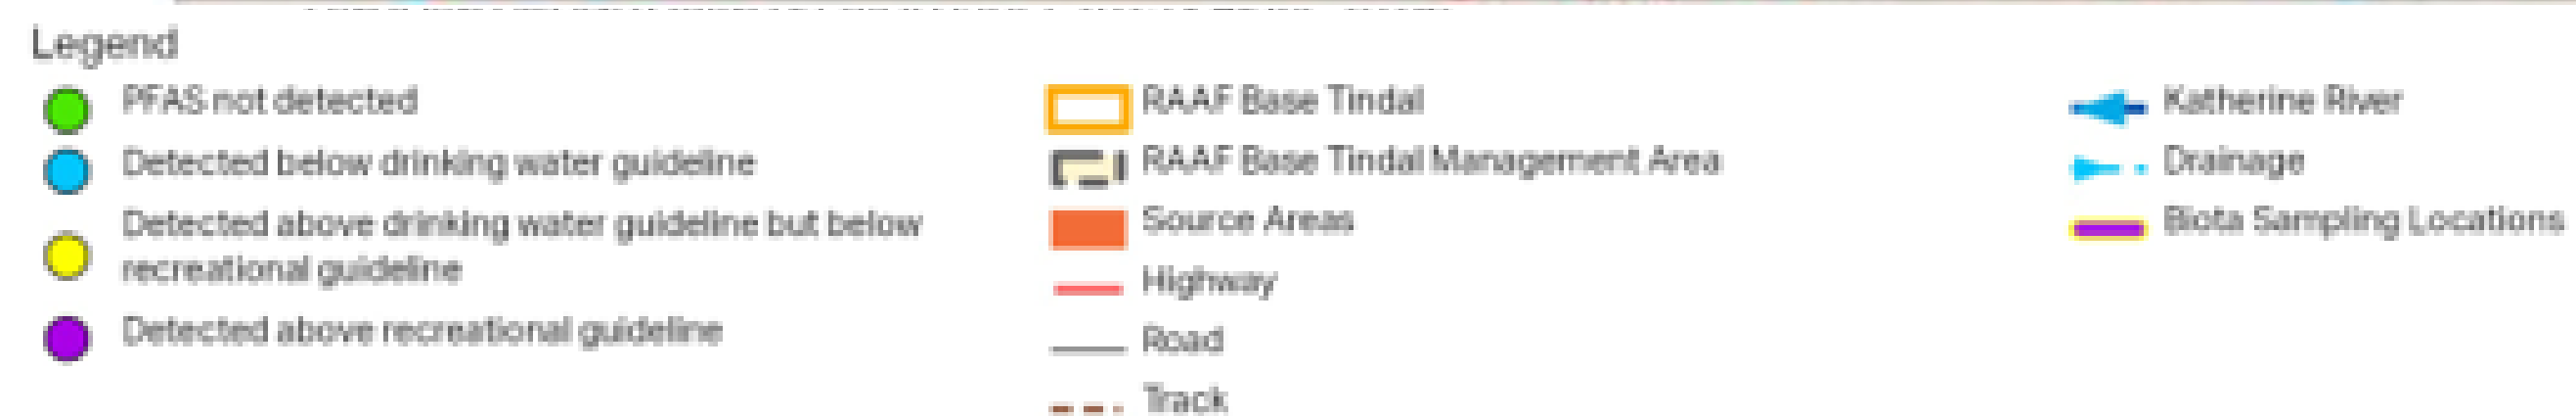 Legend
PFAS not detected
Detected below drinking water guideline
Detected above drinking water guideline but below
recreational guideline
Detected above recreational guideline
RAAF Base Tindal
RAAF Base Tindal Management Area
Source Areas
Highway
Road
Track
Katherine River
Drainage
Biota Sampling Locations